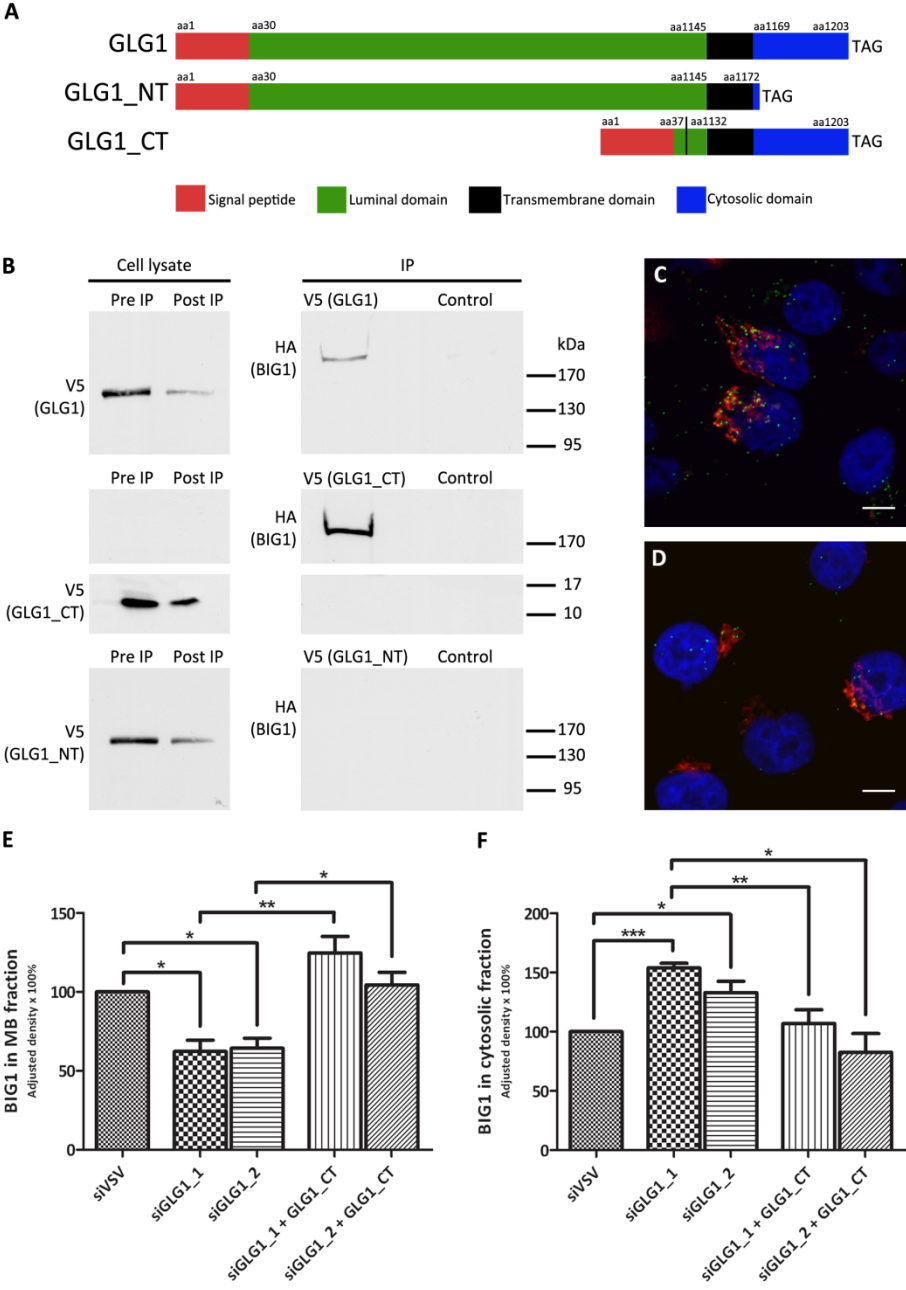 A
aa1 aa30 aa1145 aa1169 aa1203
GLG1 TAG
aa1 aa30 aa1145 aa1172
GLG1_NT TAG
aa1 aa37 aa1132 aa1203
GLG1_CT TAG
Signal peptide Luminal domain Transmembrane domain Cytosolic domain
B
Cell lysate IP
Pre IP Post IP V5 (GLG1) Control
V5
(GLG1)
HA
(BIG1)
kDa
170
130
95
Pre IP Post IP V5 (GLG1_CT) Control
HA
(BIG1)
170
V5
(GLG1_CT)
17
10
Pre IP Post IP V5 (GLG1_NT) Control
V5
(GLG1_NT)
HA
(BIG1)
170
130
95
C
D
E
BIG1 in MB fraction
Adjusted density x 100%
150
100
50
0
*
*
**
*
siVSV
siGLG1_1
siGLG1_2
siGLG1_1 + GLG1_CT
siGLG1_2 + GLG1_CT
F
BIG1 in cytosolic fraction
Adjusted density x 100%
200
150
100
50
0
***
*
**
*
siVSV
siGLG1_1
siGLG1_2
siGLG1_1 + GLG1_CT
siGLG1_2 + GLG1_CT